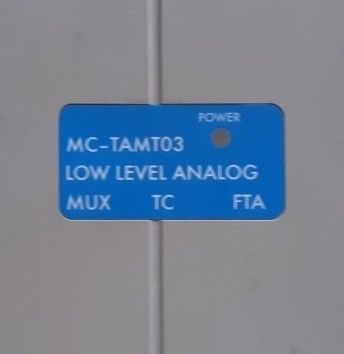 POWER
MC-TAMT03
LOW LEVEL ANALOG
MUX TC FTA